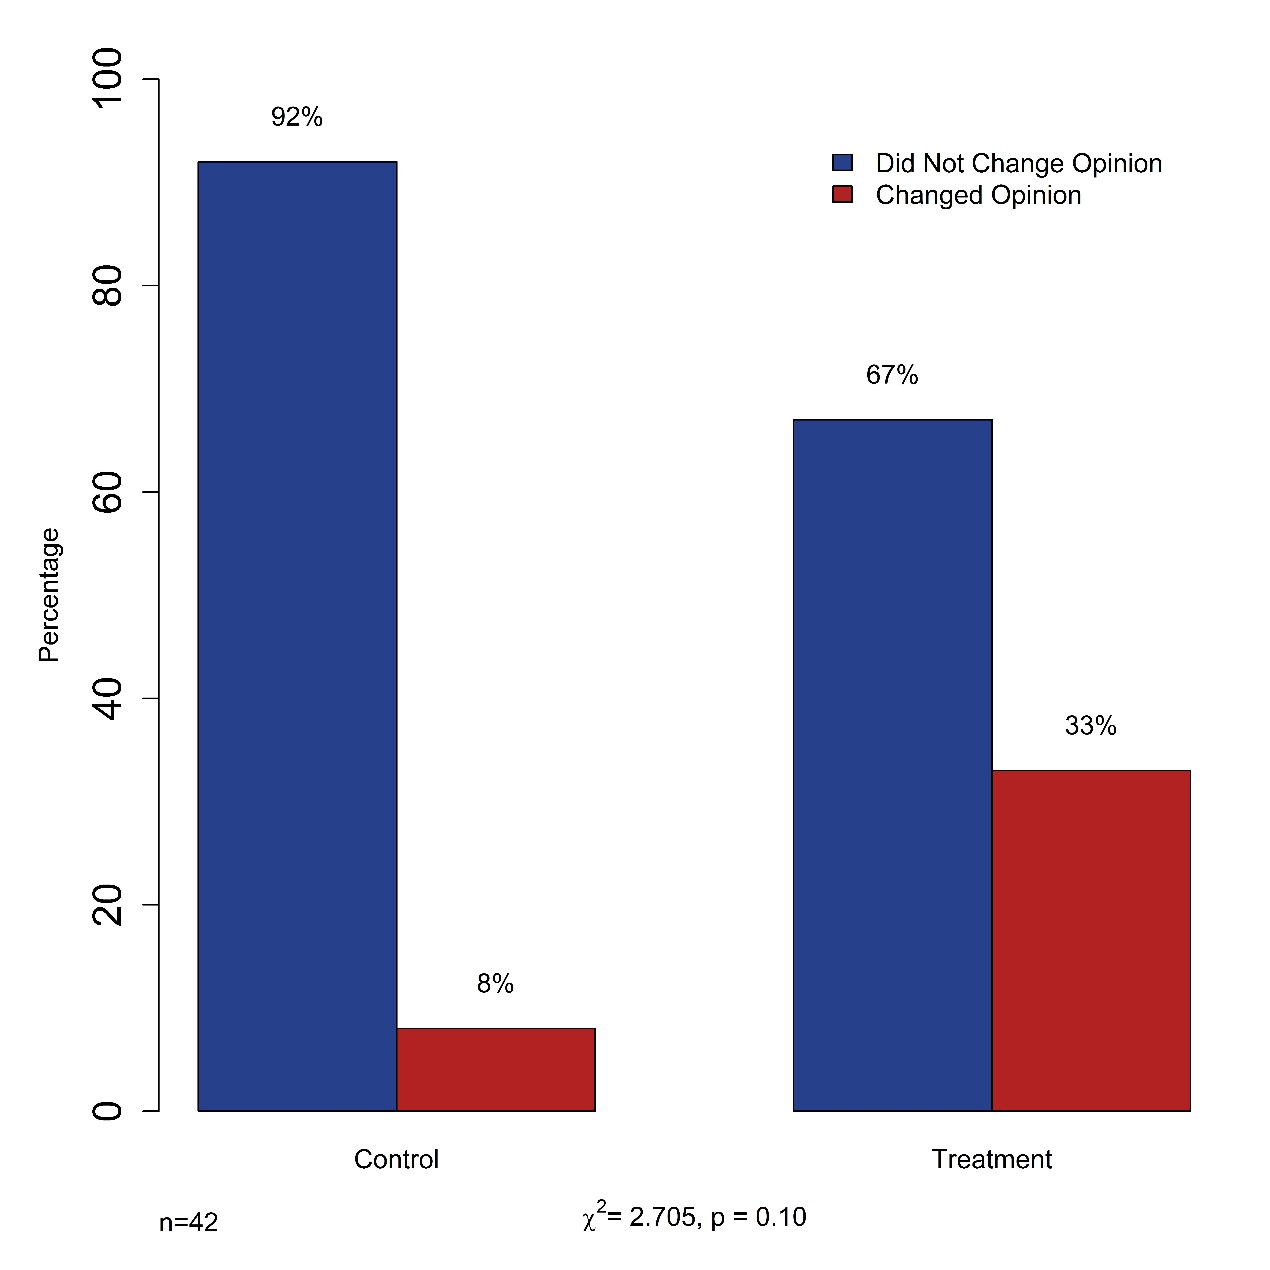 100
92%
Did Not Change Opinion
Changed Opinion
80
67%
60
Percentage
40
33%
20
8%
0
Control
Treatment
n=42
χ²= 2.705, p = 0.10